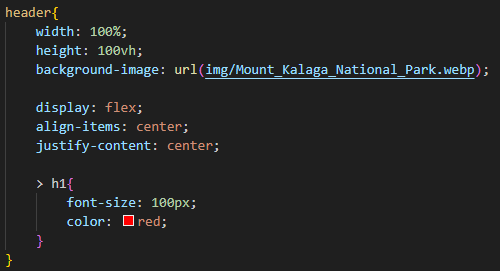 header{
width: 100%;
height: 100vh;
background-image: url(img/Mount_Kalaga_National_Park.webp);
display: flex;
align-items: center;
justify-content: center;
> h1{
font-size: 100px;
color: red;
}
}